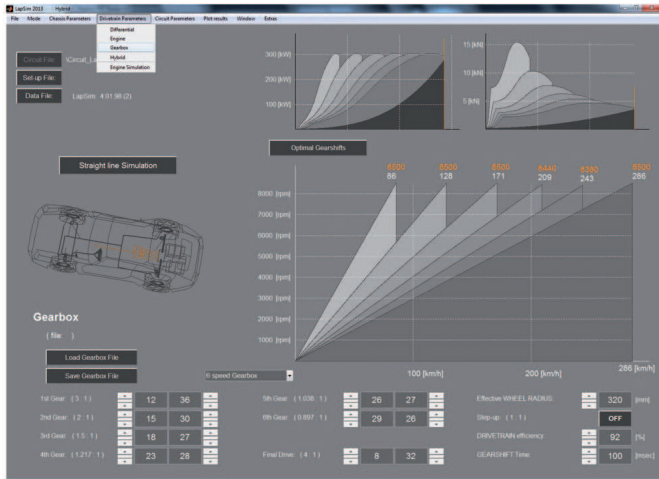 LapSim 2015 Hybrid
File Mode Chassis Parameters Drivetrain Parameters Circuit Parameters Plot results Window Extras
Differential
Engine
Gearbox
Hybrid
Engine Simulation
Circuit File:
Set-up File:
Data File: LapSim
300 [kW]
200 [kW]
100 [kW]
15 [kN]
10 [kN]
5 [kN]
Optimal Gearshifts
Straight line Simulation
8500 8500 8500 8500
86 128 171 209 243 286
8000 [rpm]
7000 [rpm]
6000 [rpm]
5000 [rpm]
4000 [rpm]
3000 [rpm]
2000 [rpm]
1000 [rpm]
100 [km/h] 200 [km/h] 286 [km/h]
Gearbox
( file: )
Load Gearbox File
Save Gearbox File
6 speed Gearbox
1st Gear: ( 3 : 1 ) 12 36
2nd Gear: ( 2 : 1 ) 15 30
3rd Gear: ( 1.5 : 1 ) 18 27
4th Gear: ( 1.217 : 1 ) 23 28
5th Gear: ( 1.038 : 1 ) 26 27
6th Gear: ( 0.897 : 1 ) 29 26
Final Drive: ( 4 : 1 ) 8 32
Effective WHEEL RADIUS: 320 [mm]
Step-up: ( 1 : 1 ) OFF
DRIVETRAIN efficiency: 92 [%]
GEARSHIFT Time: 100 [msec]